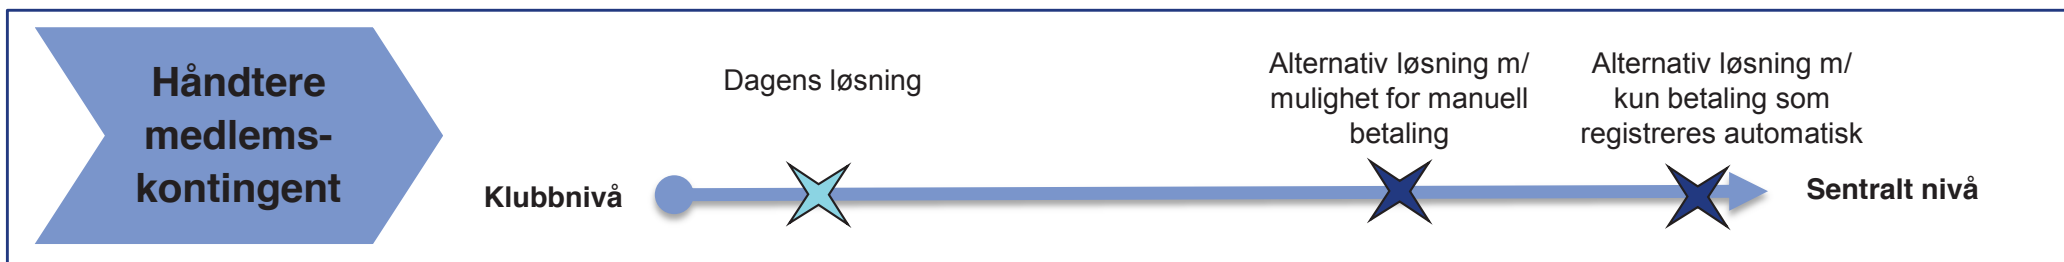 Håndtere
medlems-
kontingent
Klubbnivå
Dagens løsning
Alternativ løsning m/
mulighet for manuell
betaling
Alternativ løsning m/
kun betaling som
registreres automatisk
Sentralt nivå